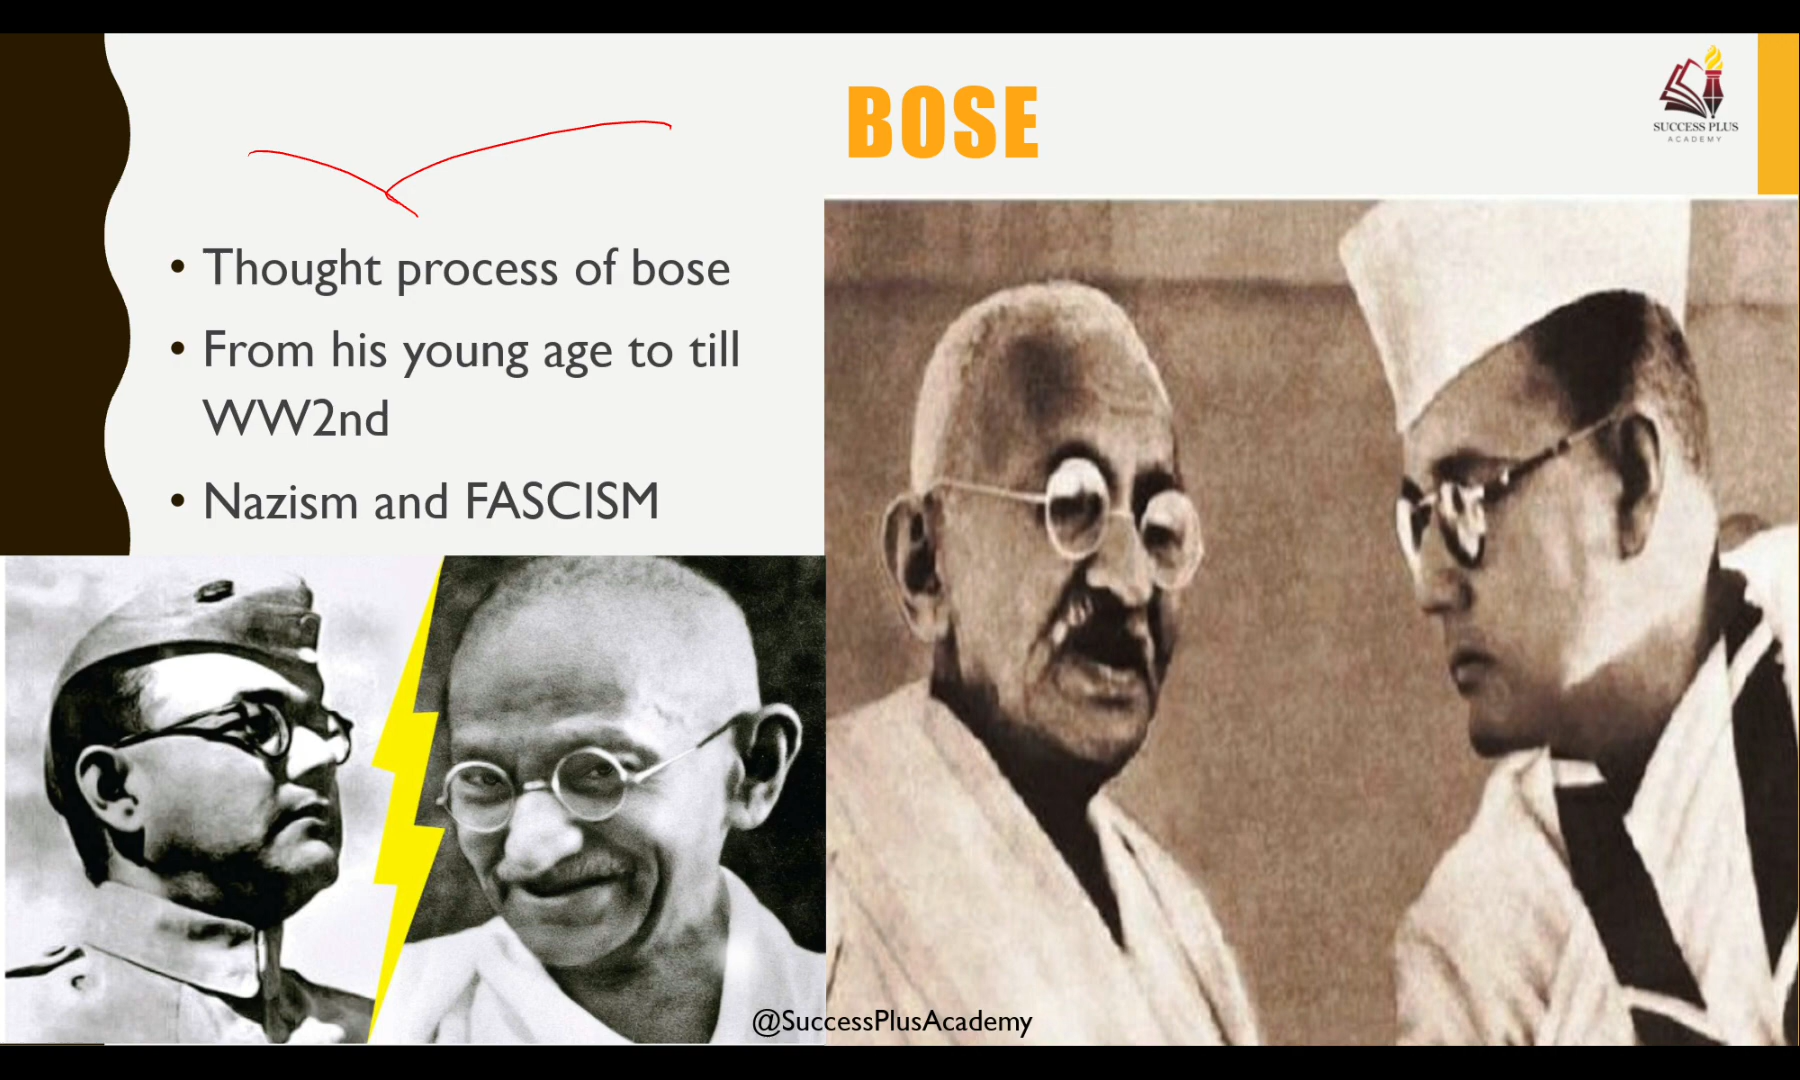 BOSE
SUCCESS PLUS
ACADEMY
• Thought process of bose
• From his young age to till
WW2nd
• Nazism and FASCISM
@SuccessPlusAcademy